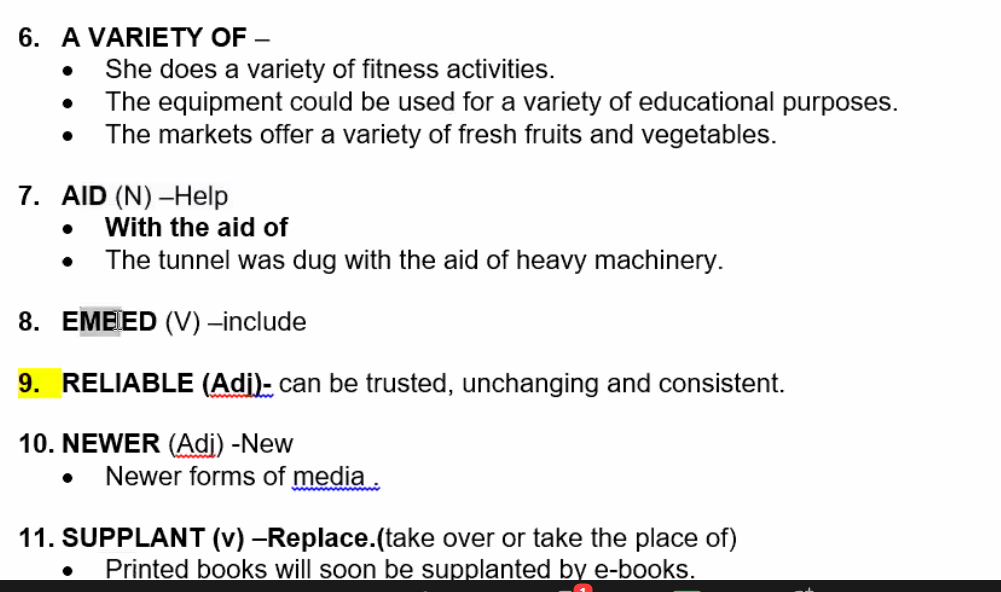 6. A VARIETY OF –
• She does a variety of fitness activities.
• The equipment could be used for a variety of educational purposes.
• The markets offer a variety of fresh fruits and vegetables.
7. AID (N) –Help
• With the aid of
• The tunnel was dug with the aid of heavy machinery.
8. EMBED (V) –include
9. RELIABLE (Adj)- can be trusted, unchanging and consistent.
10. NEWER (Adj) -New
• Newer forms of media .
11. SUPPLANT (v) –Replace.(take over or take the place of)
• Printed books will soon be supplanted by e-books.
1